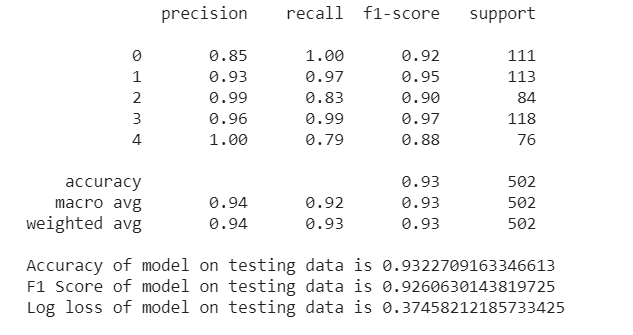 precision recall f1-score support
0 0.85 1.00 0.92 111
1 0.93 0.97 0.95 113
2 0.99 0.83 0.90 84
3 0.96 0.99 0.97 118
4 1.00 0.79 0.88 76
accuracy 0.93 502
macro avg 0.94 0.92 0.93 502
weighted avg 0.94 0.93 0.93 502
Accuracy of model on testing data is 0.9322709163346613
F1 Score of model on testing data is 0.9260630143819725
Log loss of model on testing data is 0.37458212185733425